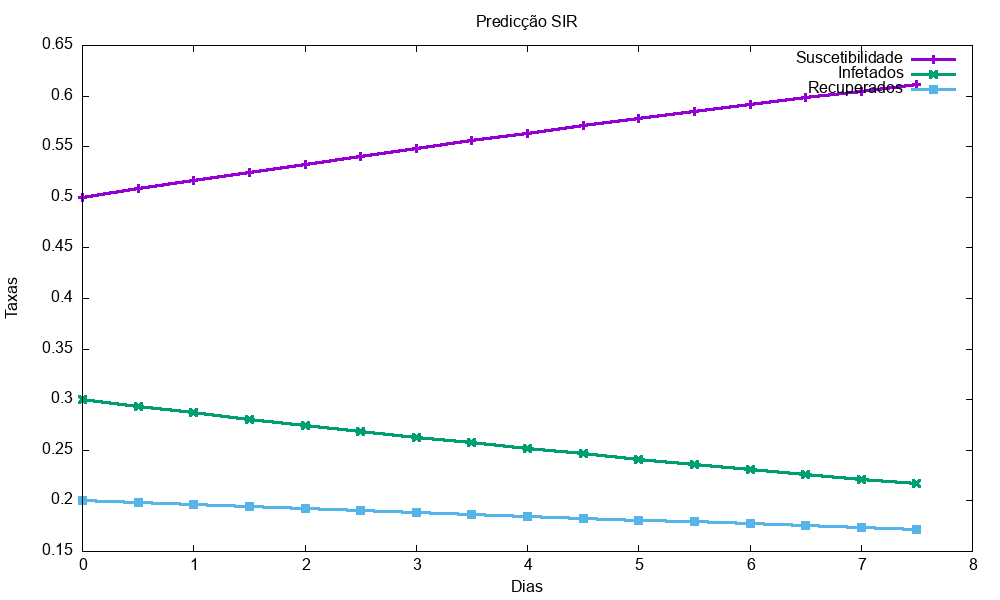 Predicção SIR
Suscetibilidade
Infetados
Recuperados
0.65
0.6
0.55
0.5
0.45
0.4
0.35
0.3
0.25
0.2
0.15
Taxas
0 1 2 3 4 5 6 7 8
Dias